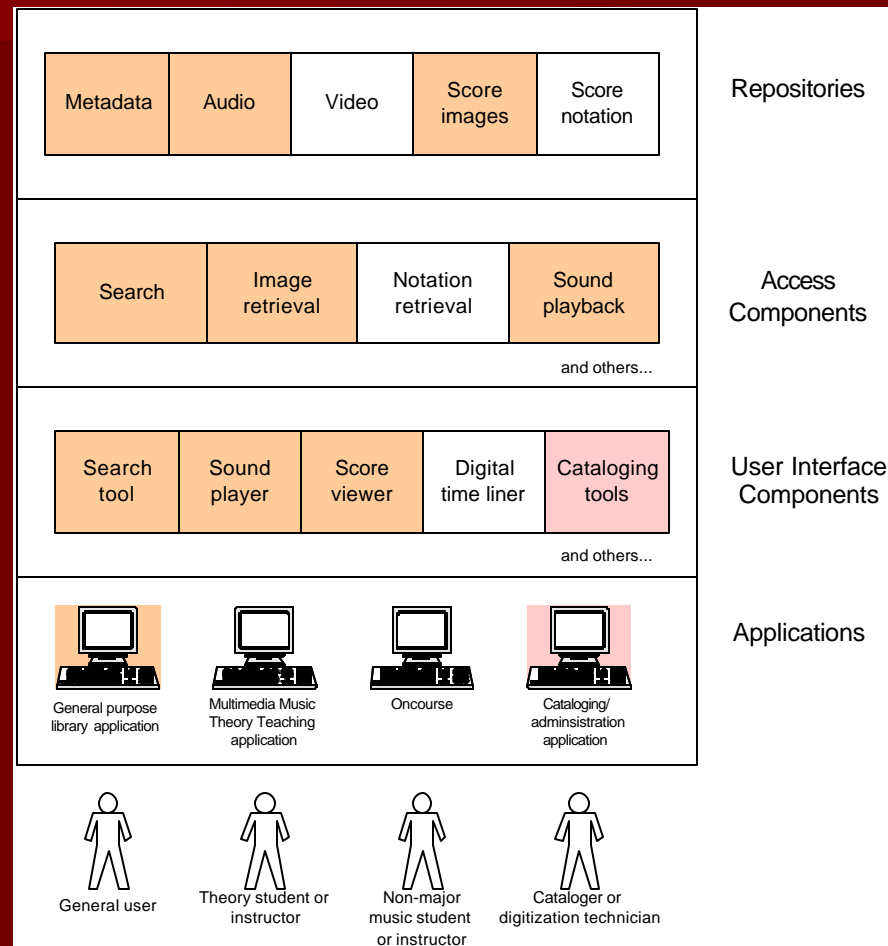 Metadata
Audio
Video
Score
images
Score
notation
Repositories
Search
Image
retrieval
Notation
retrieval
Sound
playback
and others...
Access
Components
Search
tool
Sound
player
Score
viewer
Digital
time liner
Cataloging
tools
and others...
User Interface
Components
Applications
General purpose
library application
Multimedia Music
Theory Teaching
application
Oncourse
Cataloging/
adminsistration
application
General user
Theory student or
instructor
Non-major
music student
or instructor
Cataloger or
digitization technician